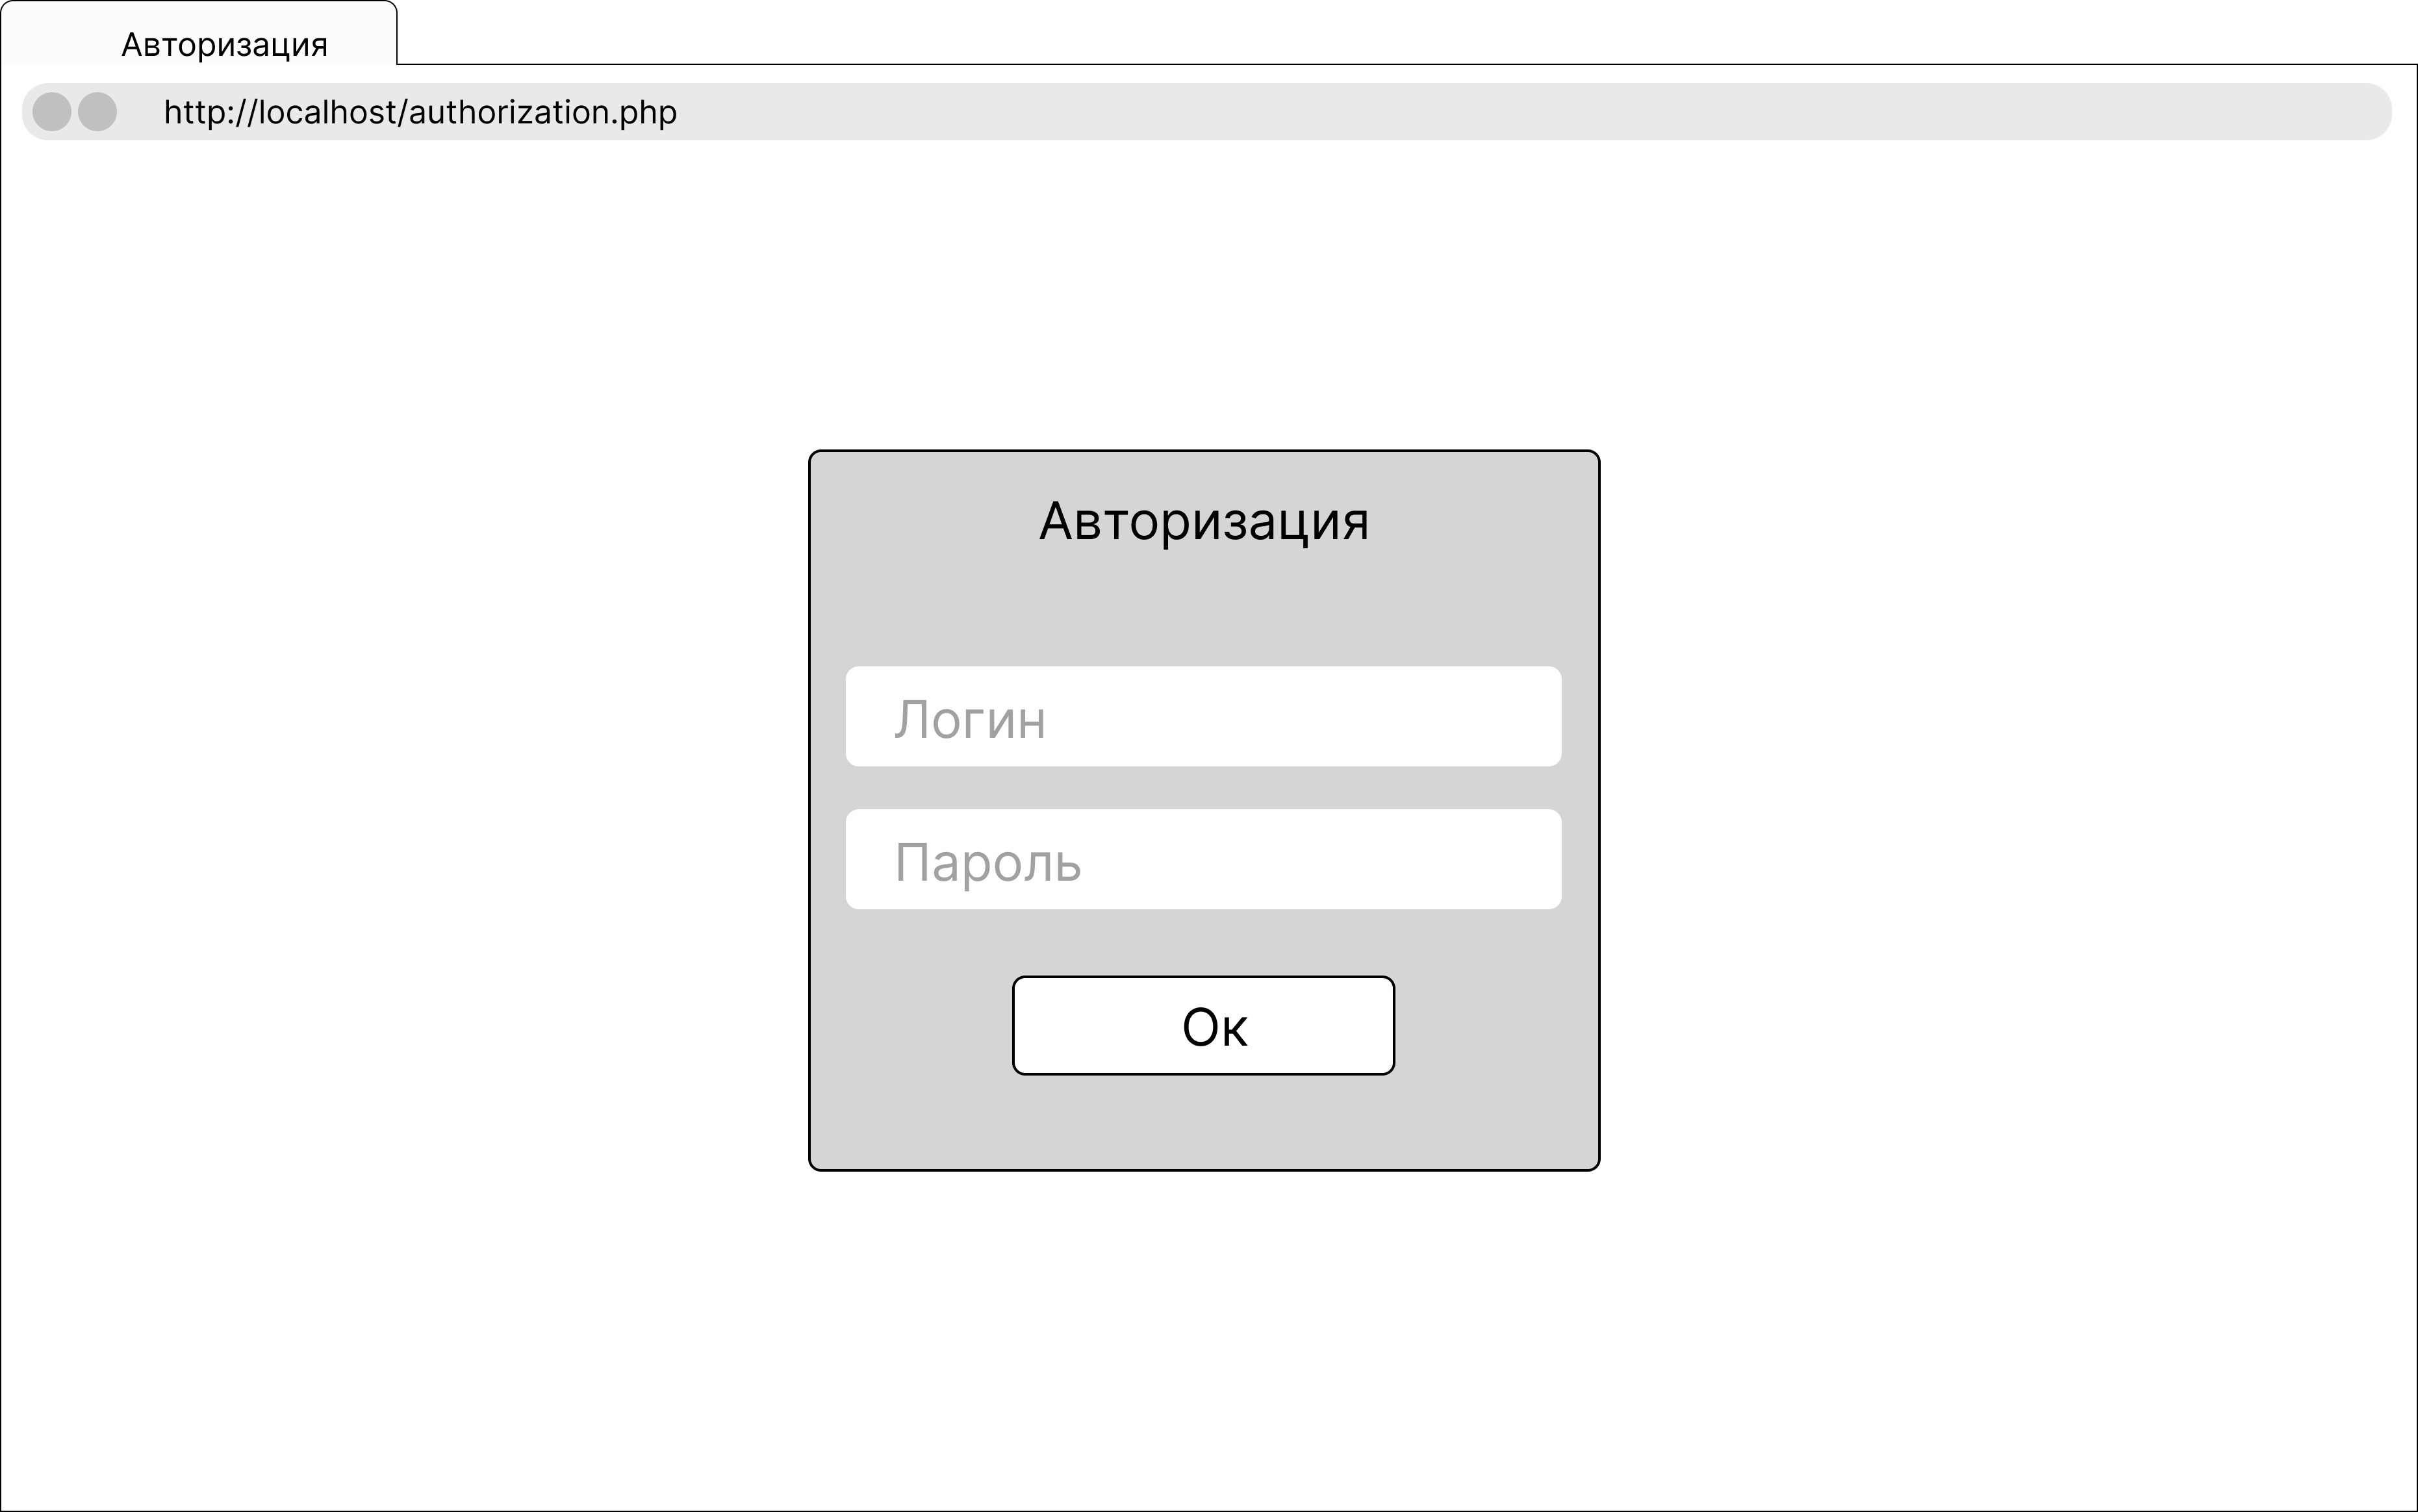 Авторизация
http://localhost/authorization.php
Авторизация
Логин
Пароль
Ок